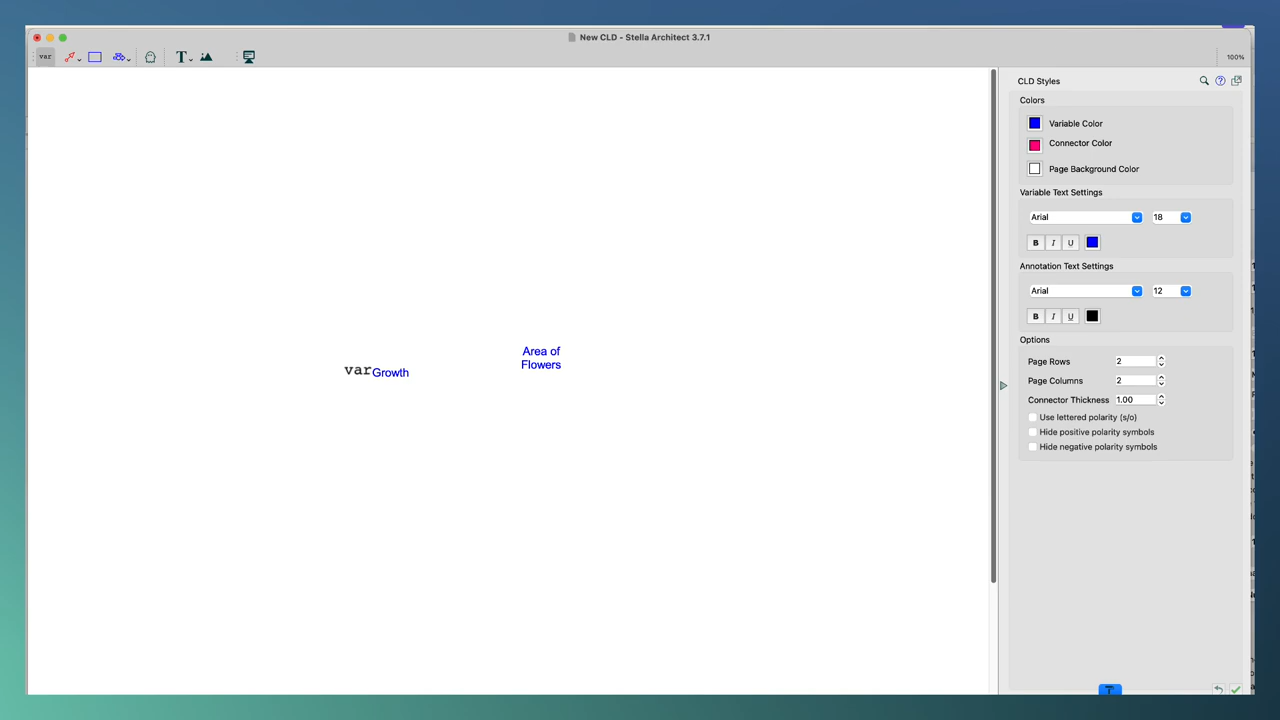 New CLD - Stella Architect 3.7.1
var
T
100%
CLD Styles
?
Colors
Variable Color
Connector Color
Page Background Color
Variable Text Settings
Arial
18
B I U
Annotation Text Settings
Arial
12
B I U
Options
Page Rows 2
Page Columns 2
Connector Thickness 1.00
Use lettered polarity (s/o)
Hide positive polarity symbols
Hide negative polarity symbols
Area of
Flowers
var
Growth